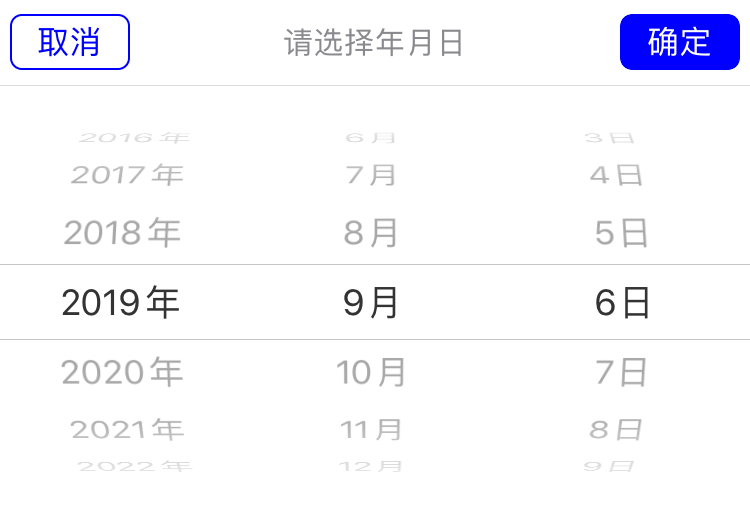 取消 请选择年月日 确定
2016年 6月 3日
2017年 7月 4日
2018年 8月 5日
2019年 9月 6日
2020年 10月 7日
2021年 11月 8日
2022年 12月 9日